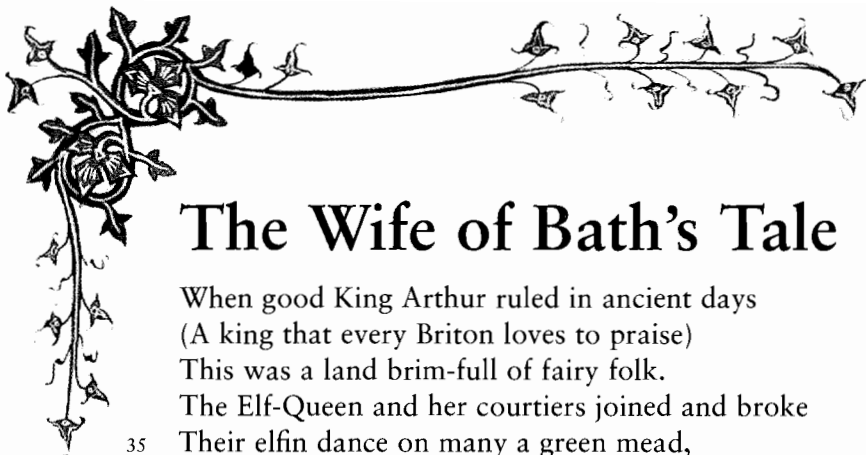 The Wife of Bath's Tale
When good King Arthur ruled in ancient days
(A king that every Briton loves to praise)
This was a land brim-full of fairy folk.
The Elf-Queen and her courtiers joined and broke
35 Their elfin dance on many a green mead,